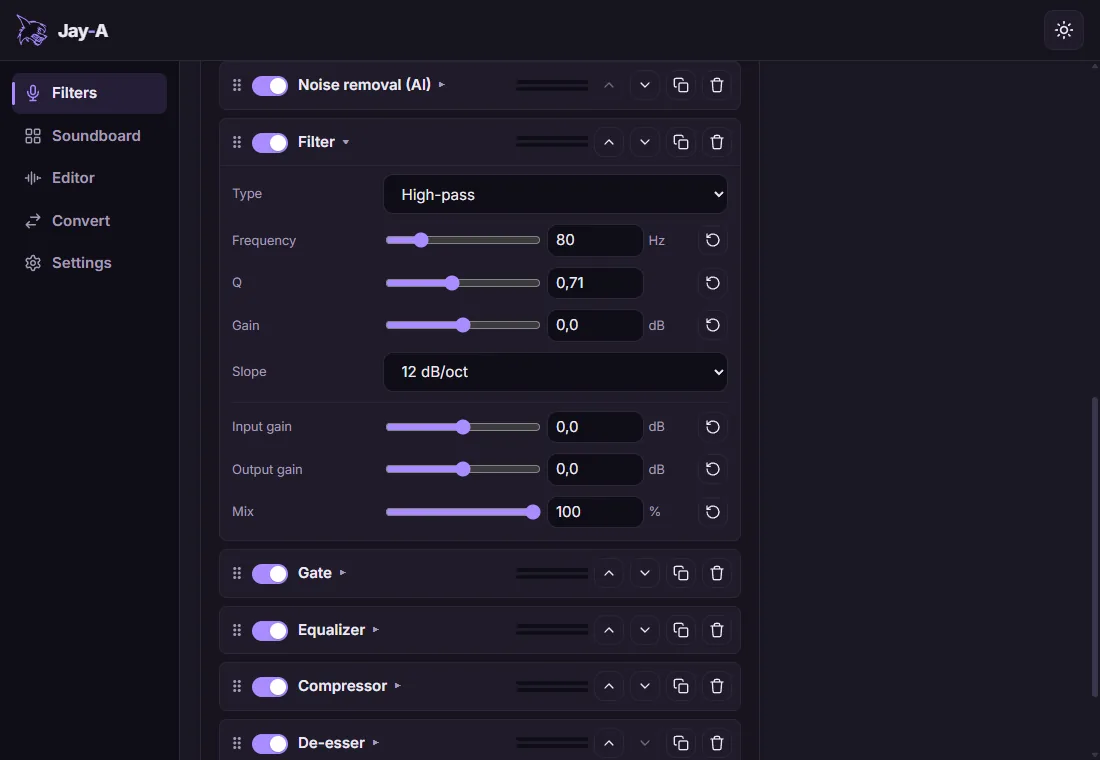 Jay-A
Filters
Soundboard
Editor
Convert
Settings
Noise removal (AI)
Filter
Type
High-pass
Frequency
80
Hz
Q
0,71
Gain
0,0
dB
Slope
12 dB/oct
Input gain
0,0
dB
Output gain
0,0
dB
Mix
100
%
Gate
Equalizer
Compressor
De-esser